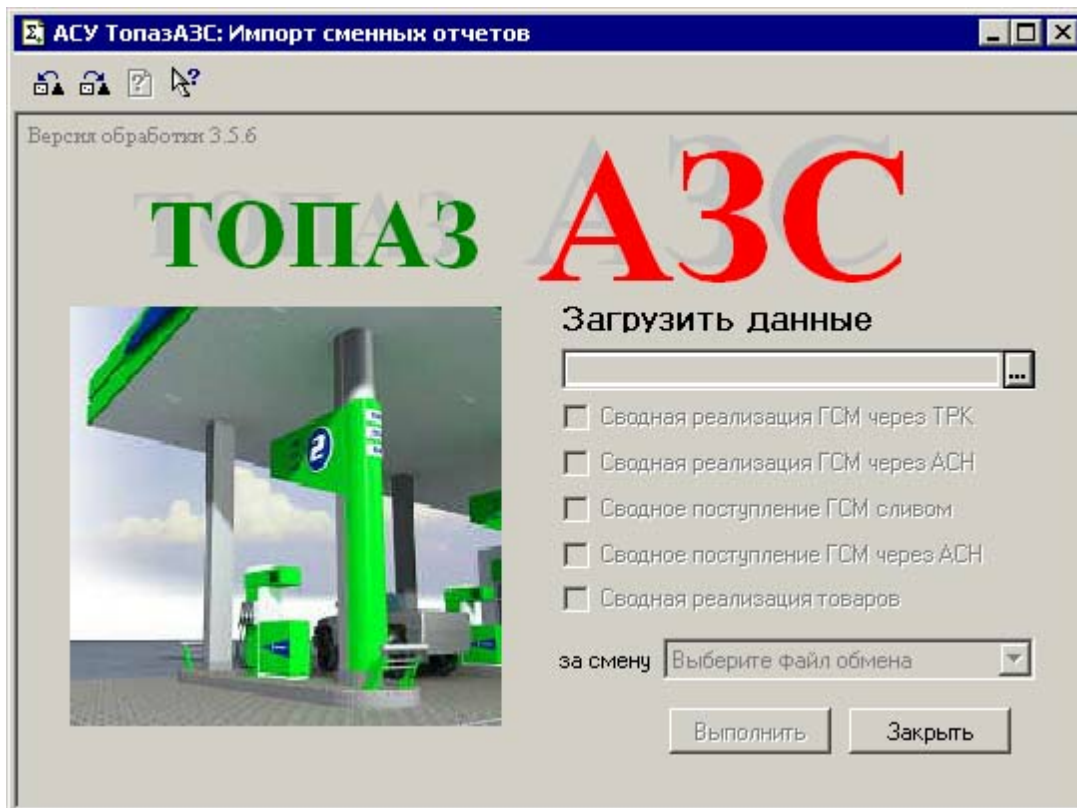 АСУ ТопазАЗС: Импорт сменных отчетов
Версия обработки 3.5.6
ТОПАЗ АЗС
Загрузить данные
...
Сводная реализация ГСМ через ТРК
Сводная реализация ГСМ через АСН
Сводное поступление ГСМ сливом
Сводное поступление ГСМ через АСН
Сводная реализация товаров
за смену Выберите файл обмена
Выполнить Закрыть
2